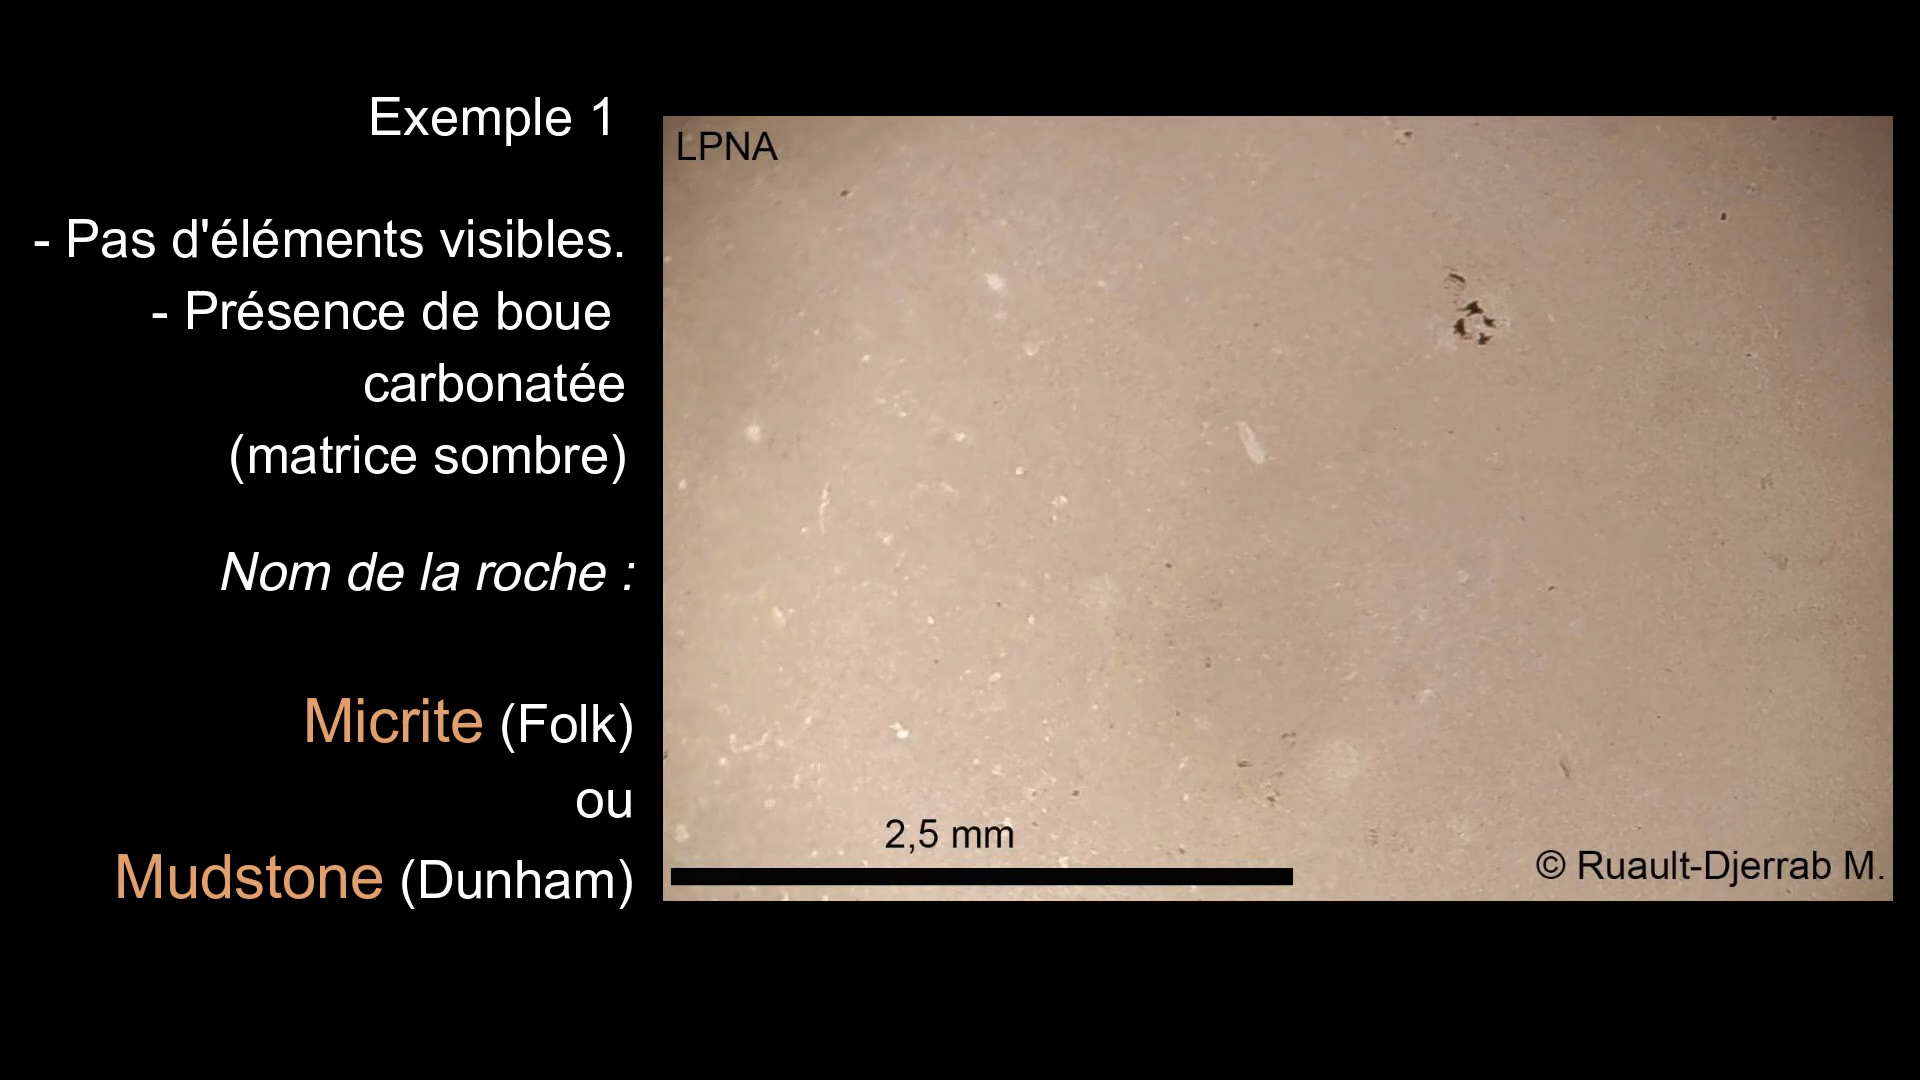 Exemple 1
- Pas d'éléments visibles.
- Présence de boue
carbonatée
(matrice sombre)
Nom de la roche :
Micrite (Folk)
ou
Mudstone (Dunham)
LPNA
2,5 mm
© Ruault-Djerrab M.